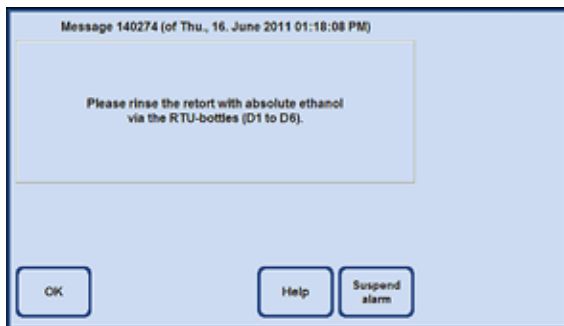 Message 140274 (of Thu., 16. June 2011 01:18:08 PM)
Please rinse the retort with absolute ethanol
via the RTU-bottles (D1 to D6).
OK
Help
Suspend
alarm